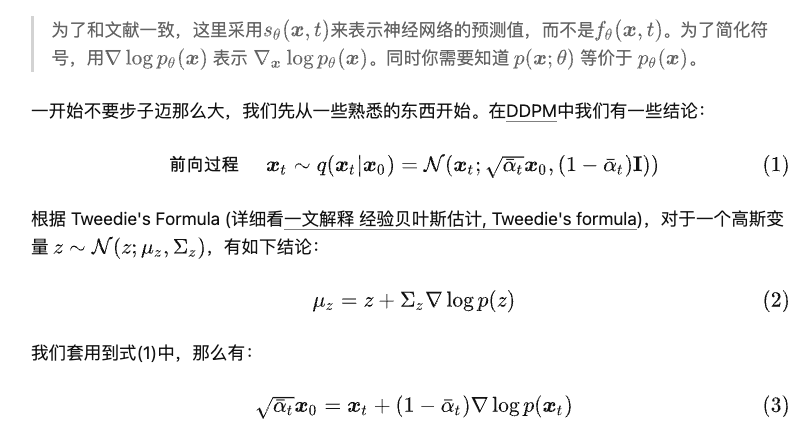 为了和文献一致，这里采用$s_\theta(\boldsymbol{x}, t)$来表示神经网络的预测值，而不是$f_\theta(\boldsymbol{x}, t)$。为了简化符
号，用$\nabla \log p_\theta(\boldsymbol{x})$ 表示 $\nabla_{\boldsymbol{x}} \log p_\theta(\boldsymbol{x})$。同时你需要知道 $p(\boldsymbol{x}; \theta)$ 等价于 $p_\theta(\boldsymbol{x})$。
一开始不要步子迈那么大，我们先从一些熟悉的东西开始。在DDPM中我们有一些结论：
前向过程 $\boldsymbol{x}_t \sim q(\boldsymbol{x}_t|\boldsymbol{x}_0) = \mathcal{N}(\boldsymbol{x}_t; \sqrt{\bar{\alpha}_t}\boldsymbol{x}_0, (1 - \bar{\alpha}_t)\mathbf{I}))$ (1)
根据 Tweedie's Formula (详细看一文解释 经验贝叶斯估计, Tweedie's formula)，对于一个高斯变
量 $z \sim \mathcal{N}(z; \mu_z, \Sigma_z)$，有如下结论：
$\mu_z = z + \Sigma_z \nabla \log p(z)$ (2)
我们套用到式(1)中，那么有：
$\sqrt{\bar{\alpha}_t}\boldsymbol{x}_0 = \boldsymbol{x}_t + (1 - \bar{\alpha}_t)\nabla \log p(\boldsymbol{x}_t)$ (3)